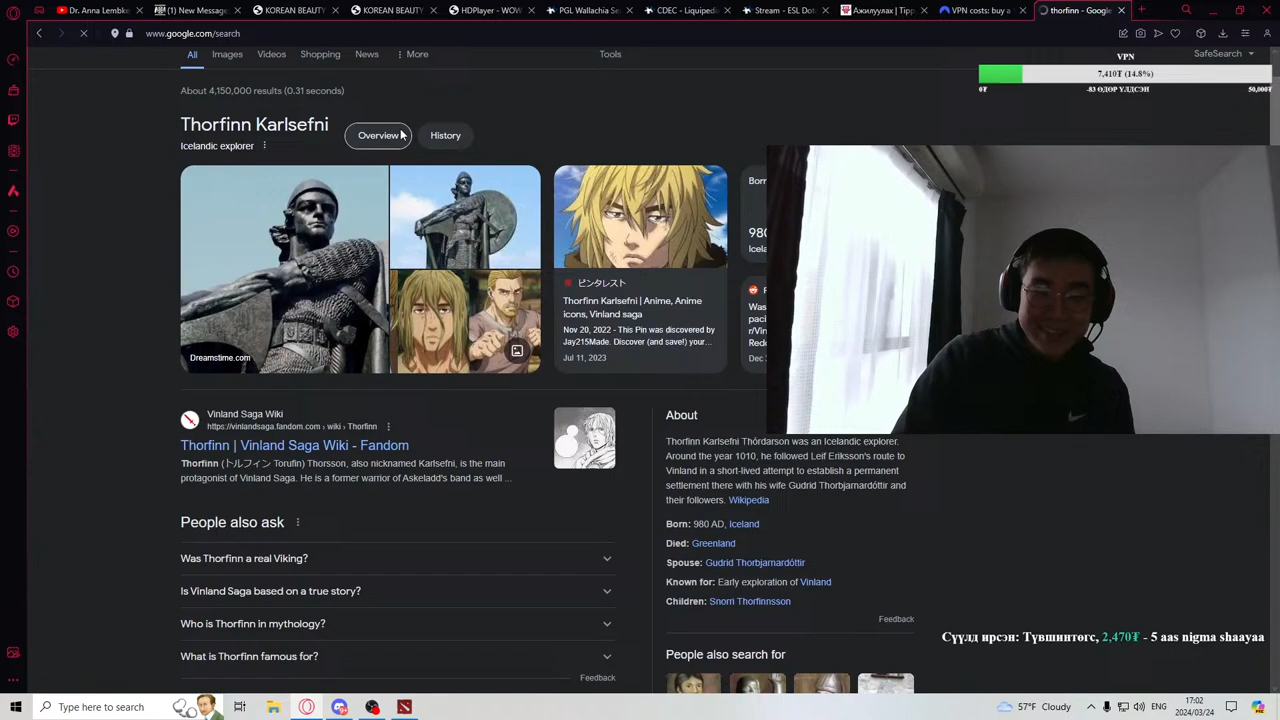 Dr. Anna Lembke
(1) New Message
KOREAN BEAUTY
KOREAN BEAUTY
HDPlayer - WOW
PGL Wallachia Se
CDEC - Liquipedi
Stream - ESL Dot
Ажилуулах | Tipp
VPN costs: buy a
thorfinn - Google
www.google.com/search
All
Images
Videos
Shopping
News
More
Tools
SafeSearch
VPN
7,410₮ (14.8%)
0₮
-83 ӨДӨР ҮЛДСЭН
50,000₮
About 4,150,000 results (0.31 seconds)
Thorfinn Karlsefni
Icelandic explorer
Overview
History
Dreamstime.com
ピンタレスト
Thorfinn Karlsefni | Anime, Anime
icons, Vinland saga
Nov 20, 2022 - This Pin was discovered by
Jay215Made. Discover (and save!) your...
Jul 11, 2023
Born:
980
Icela
Was
paci
r/Vin
Redd
Dec
Vinland Saga Wiki
https://vinlandsaga.fandom.com › wiki › Thorfinn
Thorfinn | Vinland Saga Wiki - Fandom
Thorfinn (トルフィン Torufin) Thorsson, also nicknamed Karlsefni, is the main
protagonist of Vinland Saga. He is a former warrior of Askeladd's band as well ...
People also ask
Was Thorfinn a real Viking?
Is Vinland Saga based on a true story?
Who is Thorfinn in mythology?
What is Thorfinn famous for?
Feedback
About
Thorfinn Karlsefni Thórdarson was an Icelandic explorer.
Around the year 1010, he followed Leif Eriksson's route to
Vinland in a short-lived attempt to establish a permanent
settlement there with his wife Gudrid Thorbjarnardóttir and
their followers. Wikipedia
Born: 980 AD, Iceland
Died: Greenland
Spouse: Gudrid Thorbjarnardóttir
Known for: Early exploration of Vinland
Children: Snorri Thorfinnsson
Feedback
People also search for
Сүүлд ирсэн: Түвшинтөгс, 2,470₮ - 5 aas nigma shaayaa
Type here to search
57°F Cloudy
ENG
17:02
2024/03/24